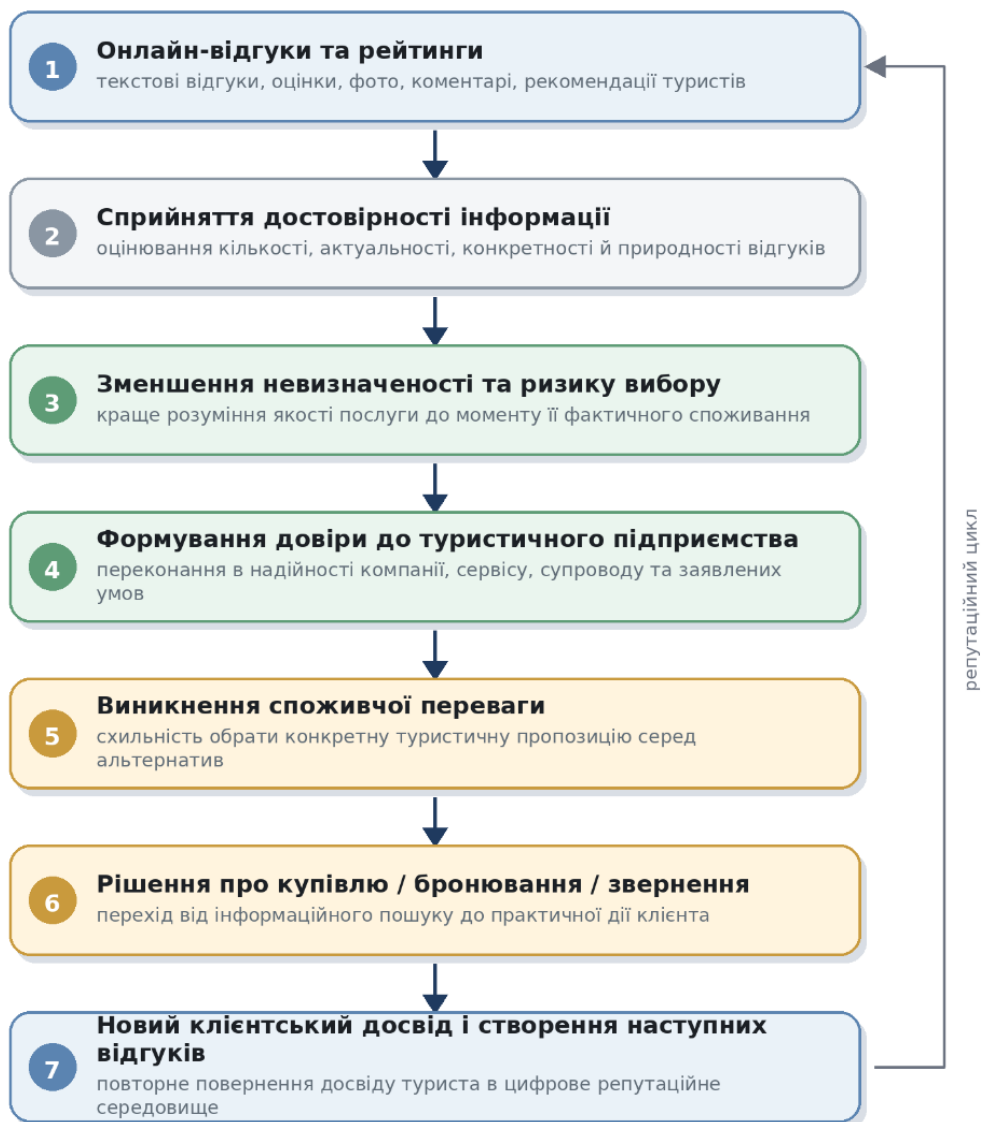 1
Онлайн-відгуки та рейтинги
текстові відгуки, оцінки, фото, коментарі, рекомендації туристів
2
Сприйняття достовірності інформації
оцінювання кількості, актуальності, конкретності й природності відгуків
3
Зменшення невизначеності та ризику вибору
краще розуміння якості послуги до моменту її фактичного споживання
4
Формування довіри до туристичного підприємства
переконання в надійності компанії, сервісу, супроводу та заявлених
умов
5
Виникнення споживчої переваги
схильність обрати конкретну туристичну пропозицію серед
альтернатив
6
Рішення про купівлю / бронювання / звернення
перехід від інформаційного пошуку до практичної дії клієнта
7
Новий клієнтський досвід і створення наступних
відгуків
повторне повернення досвіду туриста в цифрове репутаційне
середовище
репутаційний цикл